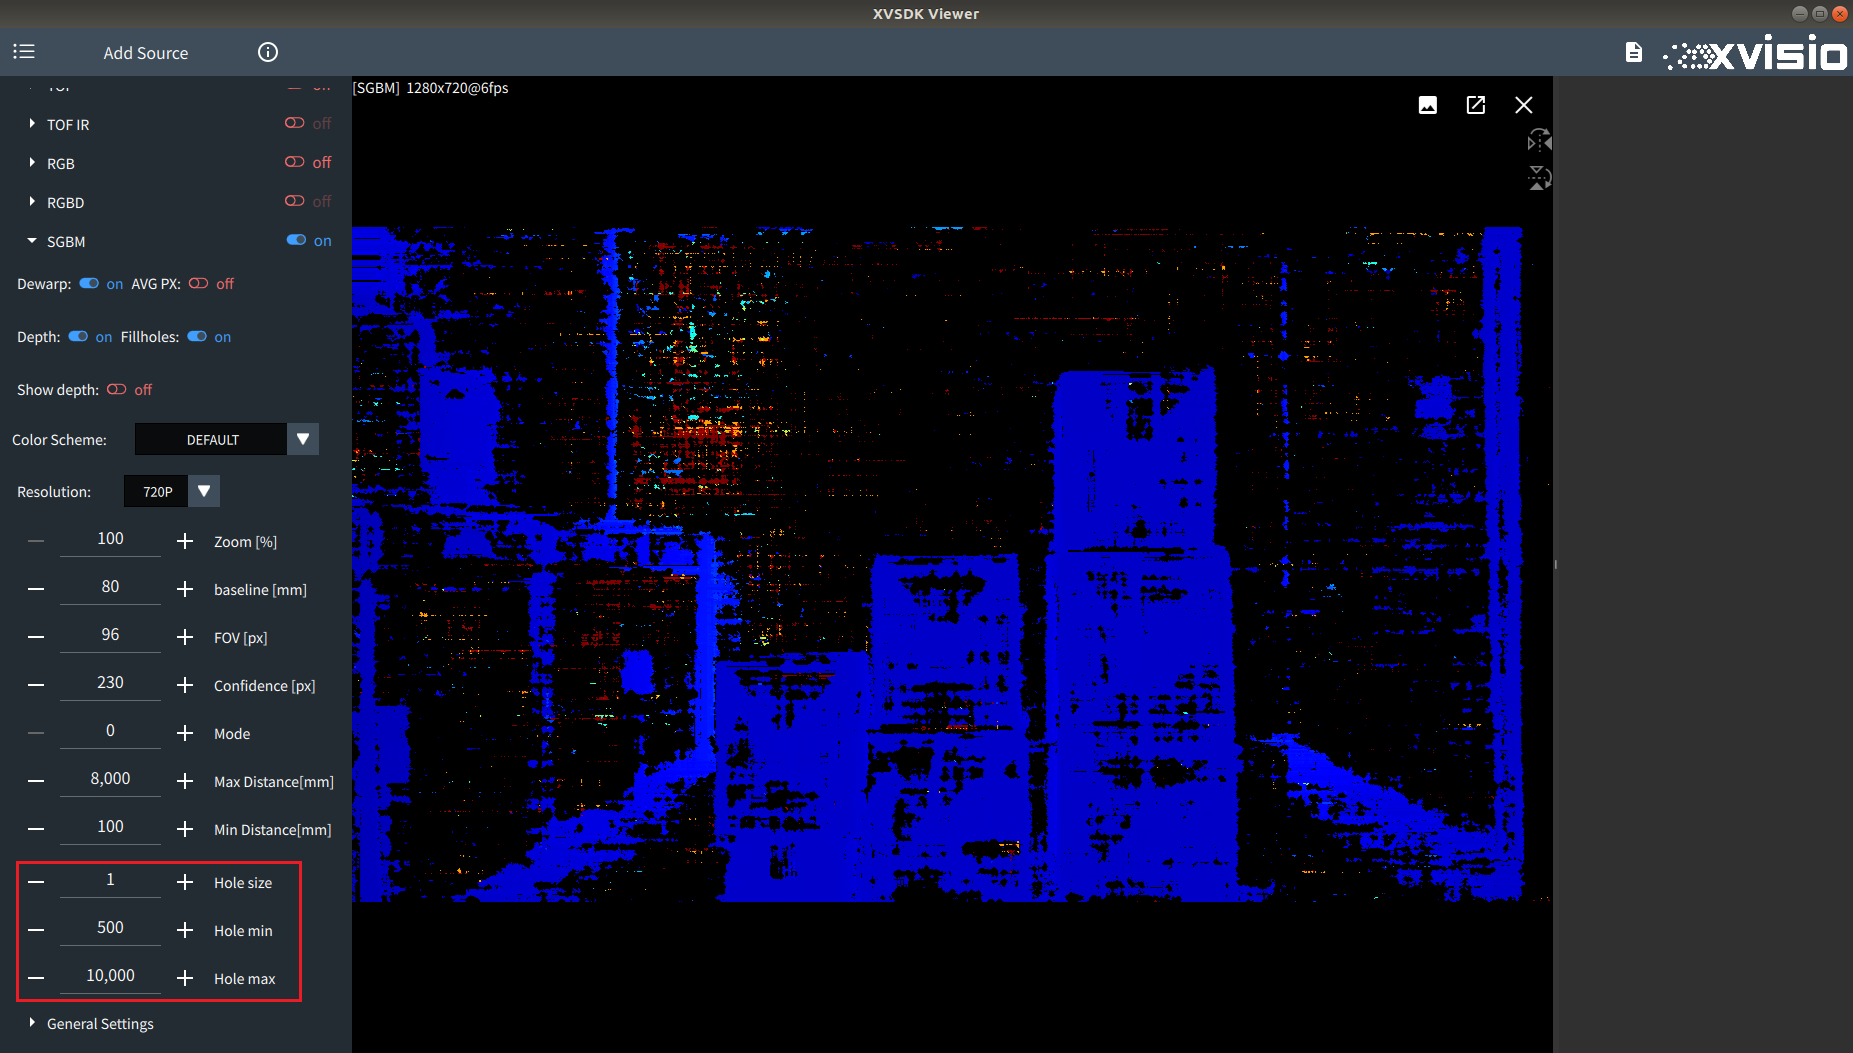 XVSDK Viewer
Add Source
xvisio
[SGBM] 1280x720@6fps
TOF off
TOF IR off
RGB off
RGBD off
SGBM on
Dewarp: on AVG PX: off
Depth: on Fillholes: on
Show depth: off
Color Scheme: DEFAULT
Resolution: 720P
100 Zoom [%]
80 baseline [mm]
96 FOV [px]
230 Confidence [px]
0 Mode
8,000 Max Distance[mm]
100 Min Distance[mm]
1 Hole size
500 Hole min
10,000 Hole max
General Settings